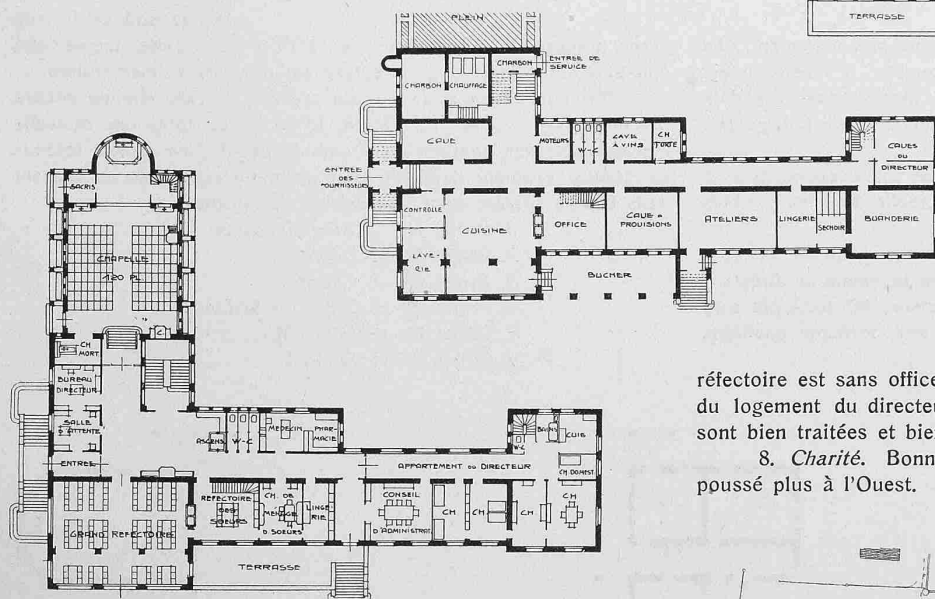 PLEIN
TERRASSE
CHARBON
CHAUFFAGE
CHARBON
ENTREE DE
SERVICE
CAVE
MOTEURS
W-C
CAVE
A VINS
CH
CAVES
DU
DIRECTEUR
ENTREE
DES
FOURNISSEURS
CONTROLLE
CUISINE
OFFICE
CAVE A
PROVISIONS
ATELIERS
LINGERIE
SECHOIR
BUANDERIE
LAVE-
RIE
BUCHER
SACRIS
CHAPELLE
120 PL.
C.
CH
MORT.
BUREAU
DIRECTEUR
SALLE
ATTENTE
ENTREE
ASCENS.
W-C
MEDECIN
PHAR-
MACIE
W-C
BAINS
CUIS
APPARTEMENT DU DIRECTEUR
CH. DOMEST.
GRAND REFECTOIRE
REFECTOIRE
DES
SOEURS
CH. DE
MENAGE
D SOEURS
LINGE-
RIE
CONSEIL
D'ADMINISTRAT.
CH
CH.
CH
CH
TERRASSE
réfectoire est sans office
du logement du directeu
sont bien traitées et bie
8. Charité. Bonn
poussé plus à l'Ouest.